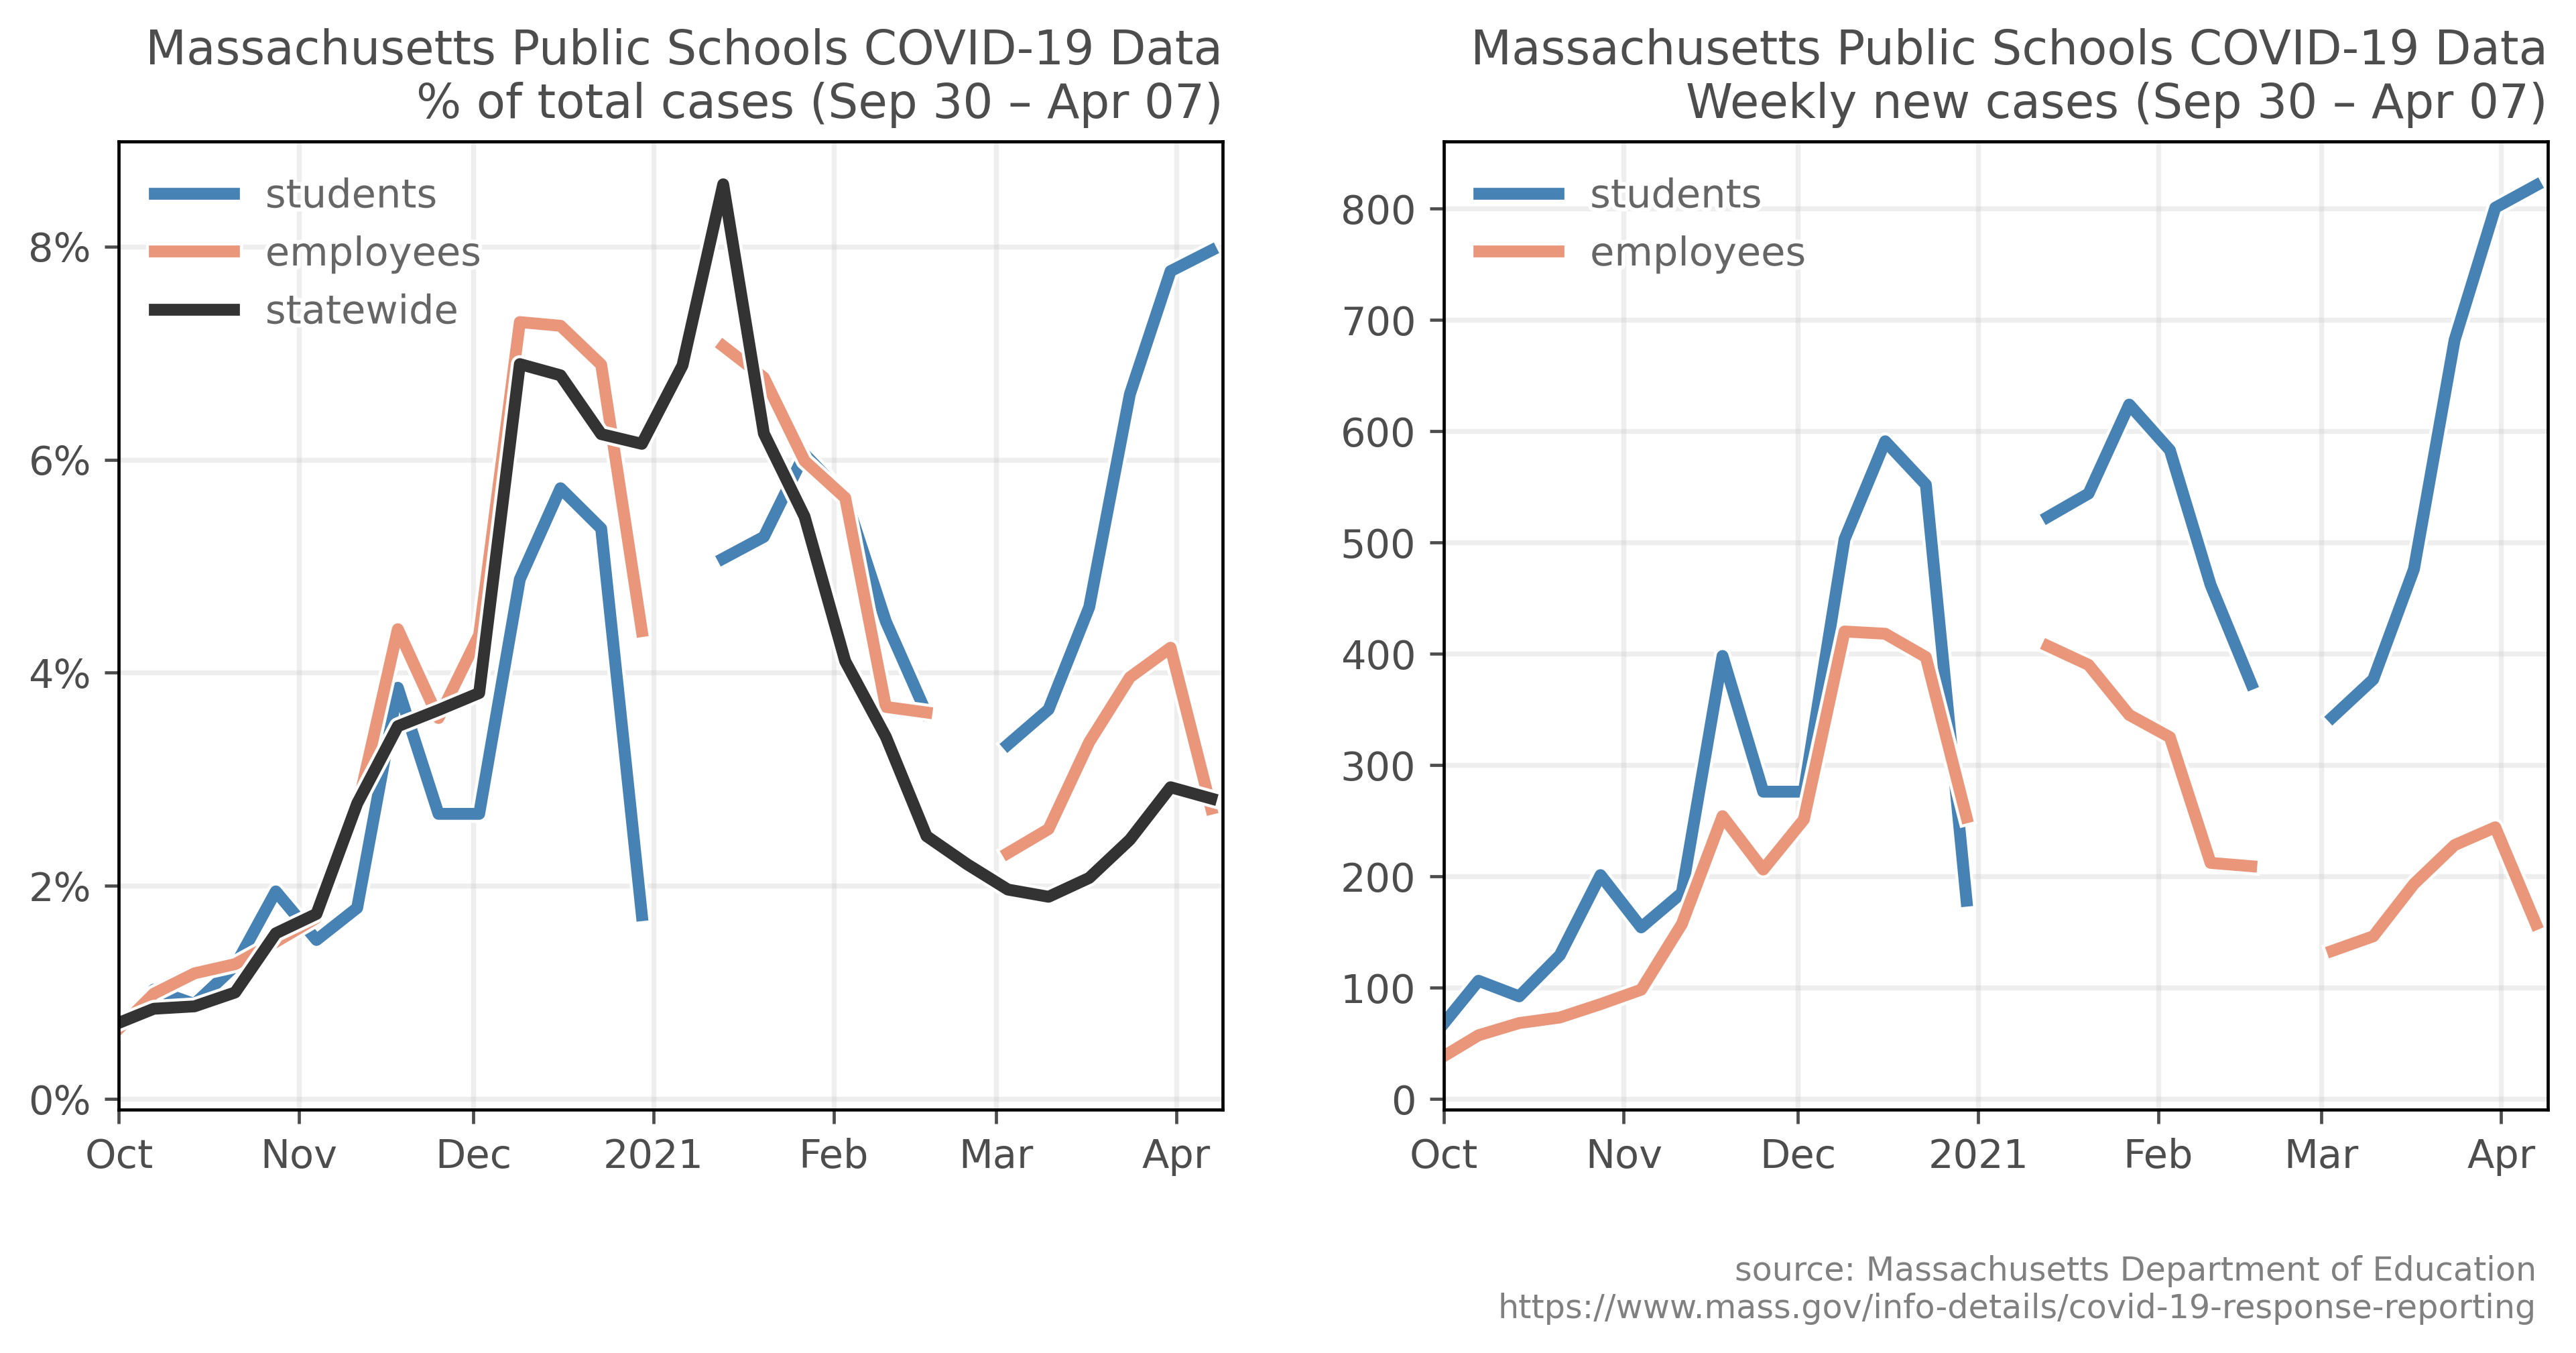 Massachusetts Public Schools COVID-19 Data
% of total cases (Sep 30 – Apr 07)
students
employees
statewide
8%
6%
4%
2%
0%
Oct
Nov
Dec
2021
Feb
Mar
Apr
Massachusetts Public Schools COVID-19 Data
Weekly new cases (Sep 30 – Apr 07)
students
employees
800
700
600
500
400
300
200
100
0
Oct
Nov
Dec
2021
Feb
Mar
Apr
source: Massachusetts Department of Education
https://www.mass.gov/info-details/covid-19-response-reporting